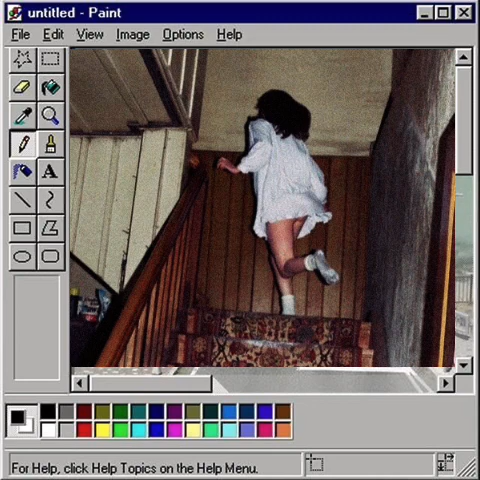 untitled - Paint
File Edit View Image Options Help
A
For Help, click Help Topics on the Help Menu.